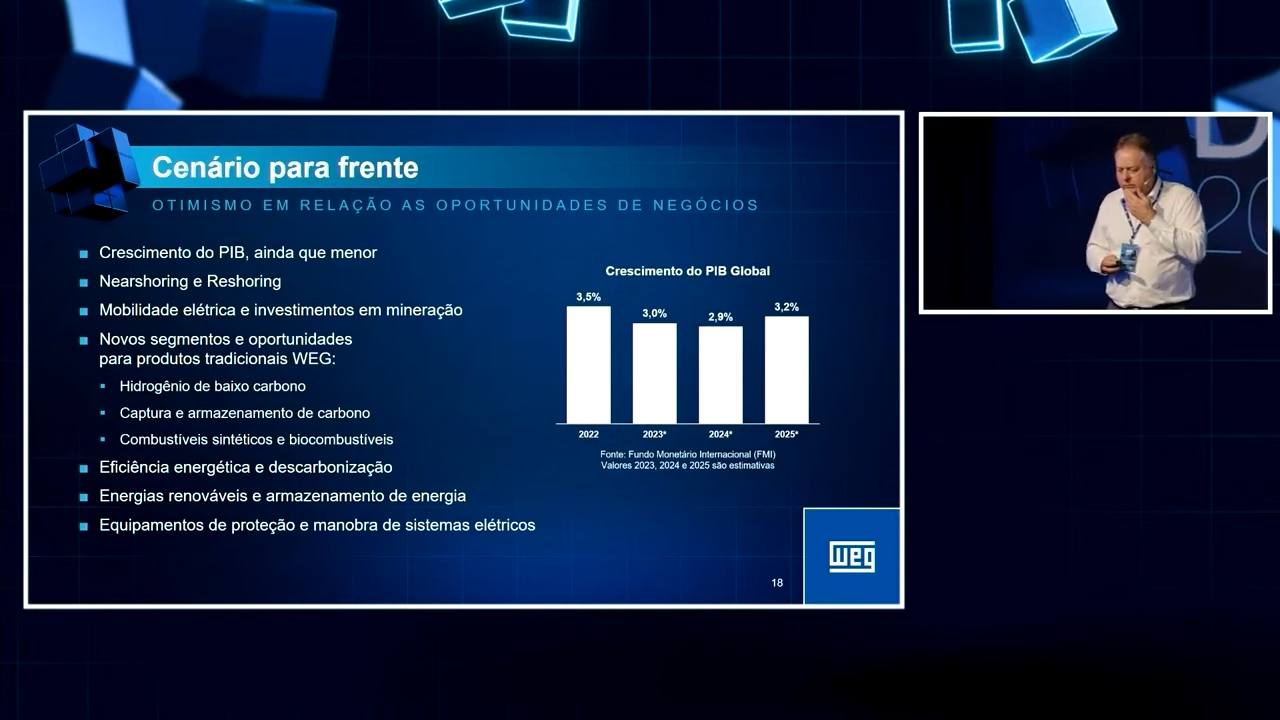 Cenário para frente
OTIMISMO EM RELAÇÃO AS OPORTUNIDADES DE NEGÓCIOS
Crescimento do PIB, ainda que menor
Nearshoring e Reshoring
Mobilidade elétrica e investimentos em mineração
Novos segmentos e oportunidades
para produtos tradicionais WEG:
Hidrogênio de baixo carbono
Captura e armazenamento de carbono
Combustíveis sintéticos e biocombustíveis
Eficiência energética e descarbonização
Energias renováveis e armazenamento de energia
Equipamentos de proteção e manobra de sistemas elétricos
Crescimento do PIB Global
3,5%
3,0%
2,9%
3,2%
2022
2023*
2024*
2025*
Fonte: Fundo Monetário Internacional (FMI)
Valores 2023, 2024 e 2025 são estimativas
18
weg
D
20